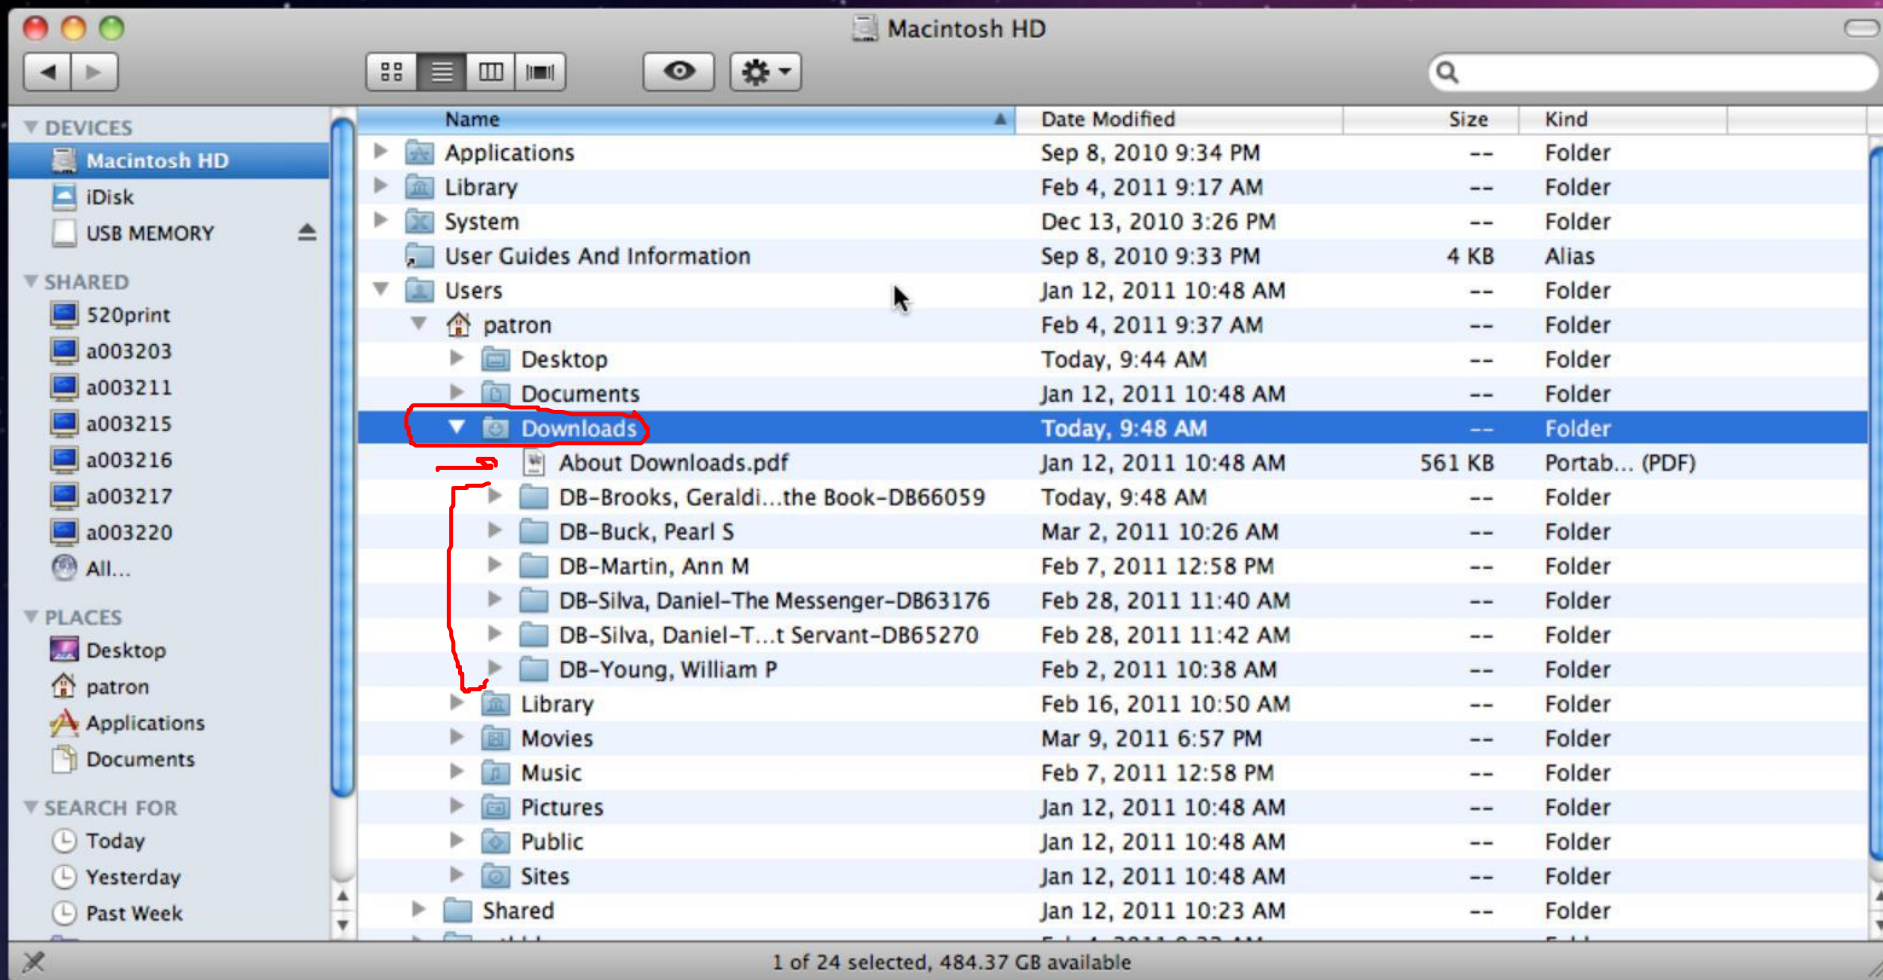 Macintosh HD
DEVICES
Macintosh HD
iDisk
USB MEMORY
SHARED
520print
a003203
a003211
a003215
a003216
a003217
a003220
All...
PLACES
Desktop
patron
Applications
Documents
SEARCH FOR
Today
Yesterday
Past Week
Name Date Modified Size Kind
Applications Sep 8, 2010 9:34 PM -- Folder
Library Feb 4, 2011 9:17 AM -- Folder
System Dec 13, 2010 3:26 PM -- Folder
User Guides And Information Sep 8, 2010 9:33 PM 4 KB Alias
Users Jan 12, 2011 10:48 AM -- Folder
patron Feb 4, 2011 9:37 AM -- Folder
Desktop Today, 9:44 AM -- Folder
Documents Jan 12, 2011 10:48 AM -- Folder
Downloads Today, 9:48 AM -- Folder
About Downloads.pdf Jan 12, 2011 10:48 AM 561 KB Portab... (PDF)
DB-Brooks, Geraldi...the Book-DB66059 Today, 9:48 AM -- Folder
DB-Buck, Pearl S Mar 2, 2011 10:26 AM -- Folder
DB-Martin, Ann M Feb 7, 2011 12:58 PM -- Folder
DB-Silva, Daniel-The Messenger-DB63176 Feb 28, 2011 11:40 AM -- Folder
DB-Silva, Daniel-T...t Servant-DB65270 Feb 28, 2011 11:42 AM -- Folder
DB-Young, William P Feb 2, 2011 10:38 AM -- Folder
Library Feb 16, 2011 10:50 AM -- Folder
Movies Mar 9, 2011 6:57 PM -- Folder
Music Feb 7, 2011 12:58 PM -- Folder
Pictures Jan 12, 2011 10:48 AM -- Folder
Public Jan 12, 2011 10:48 AM -- Folder
Sites Jan 12, 2011 10:48 AM -- Folder
Shared Jan 12, 2011 10:23 AM -- Folder
1 of 24 selected, 484.37 GB available